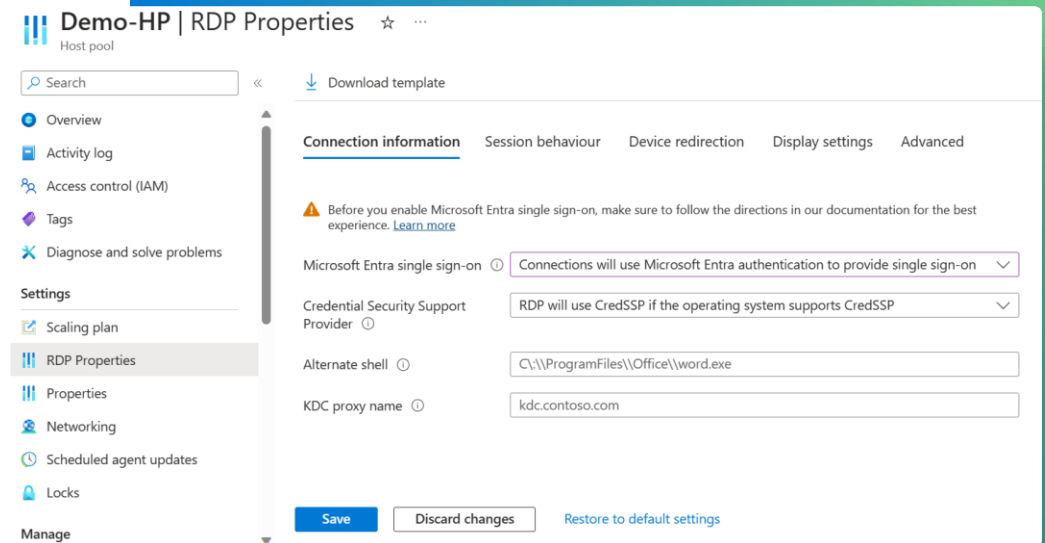 Demo-HP | RDP Properties
Host pool
Search
Overview
Activity log
Access control (IAM)
Tags
Diagnose and solve problems
Settings
Scaling plan
RDP Properties
Properties
Networking
Scheduled agent updates
Locks
Manage
Download template
Connection information Session behaviour Device redirection Display settings Advanced
Before you enable Microsoft Entra single sign-on, make sure to follow the directions in our documentation for the best
experience. Learn more
Microsoft Entra single sign-on Connections will use Microsoft Entra authentication to provide single sign-on
Credential Security Support
Provider
RDP will use CredSSP if the operating system supports CredSSP
Alternate shell C\:\\ProgramFiles\\Office\\word.exe
KDC proxy name kdc.contoso.com
Save Discard changes Restore to default settings